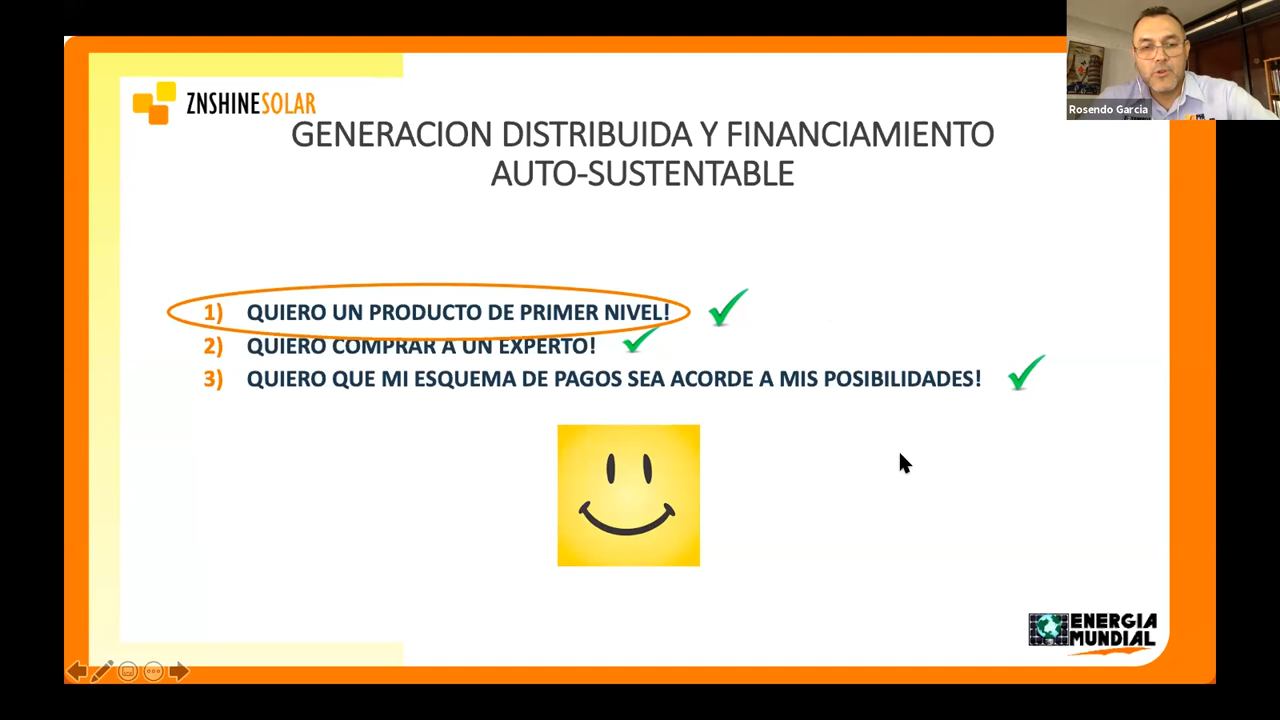 Rosendo Garcia
ZNSHINESOLAR
GENERACION DISTRIBUIDA Y FINANCIAMIENTO
AUTO-SUSTENTABLE
1) QUIERO UN PRODUCTO DE PRIMER NIVEL!
2) QUIERO COMPRAR A UN EXPERTO!
3) QUIERO QUE MI ESQUEMA DE PAGOS SEA ACORDE A MIS POSIBILIDADES!
ENERGIA
MUNDIAL